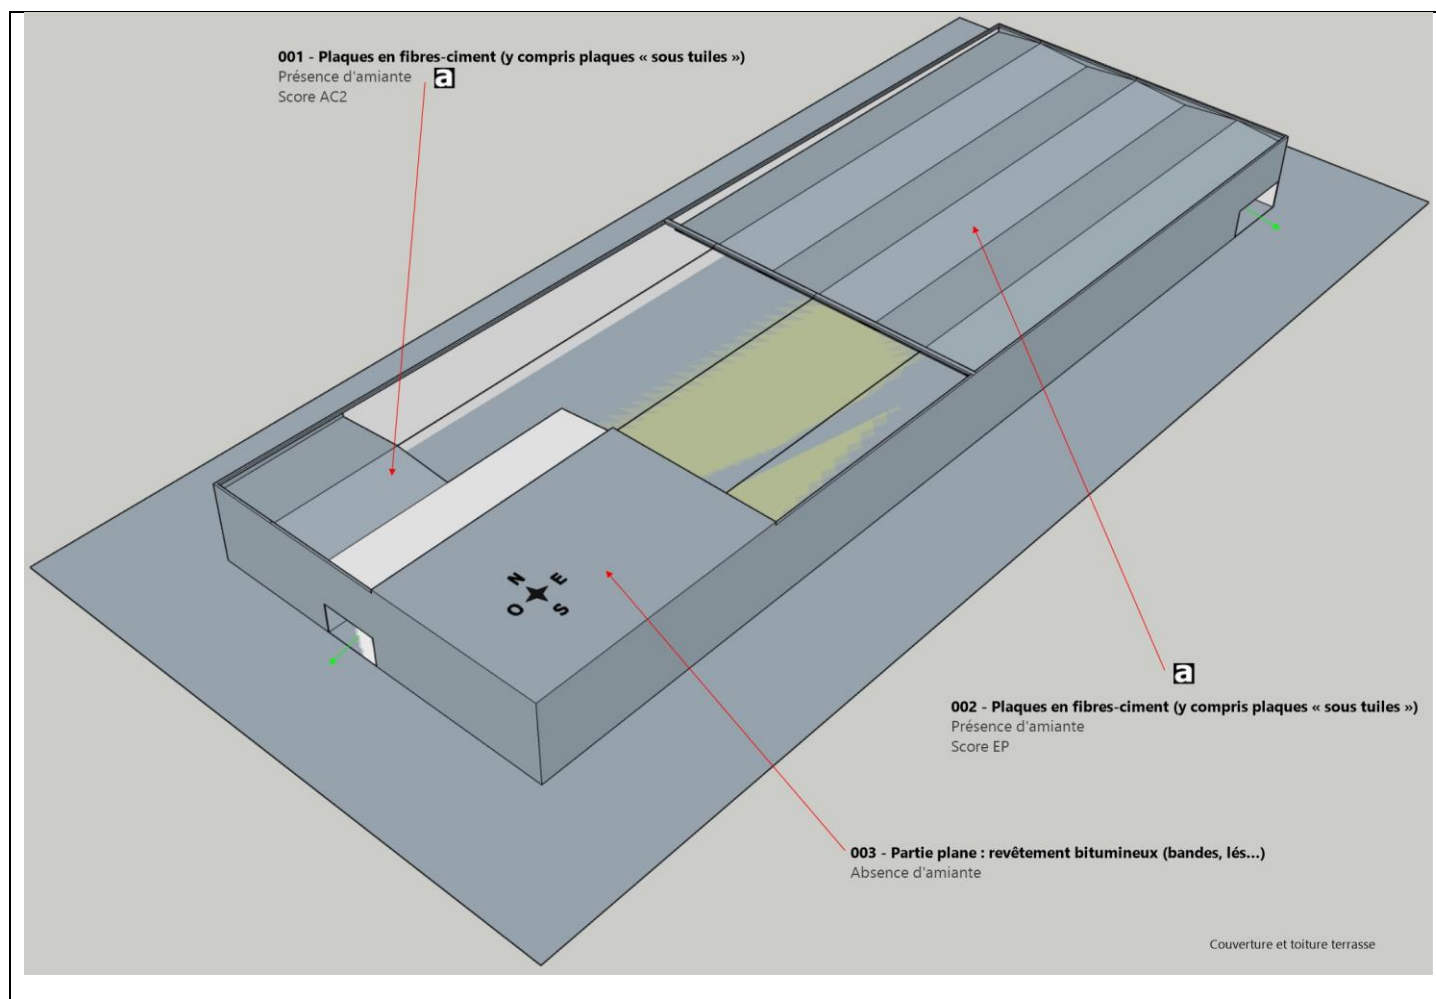 001 - Plaques en fibres-ciment (y compris plaques « sous tuiles »)
Présence d'amiante a
Score AC2
N E
O S
a
002 - Plaques en fibres-ciment (y compris plaques « sous tuiles »)
Présence d'amiante
Score EP
003 - Partie plane : revêtement bitumineux (bandes, lés...)
Absence d'amiante
Couverture et toiture terrasse